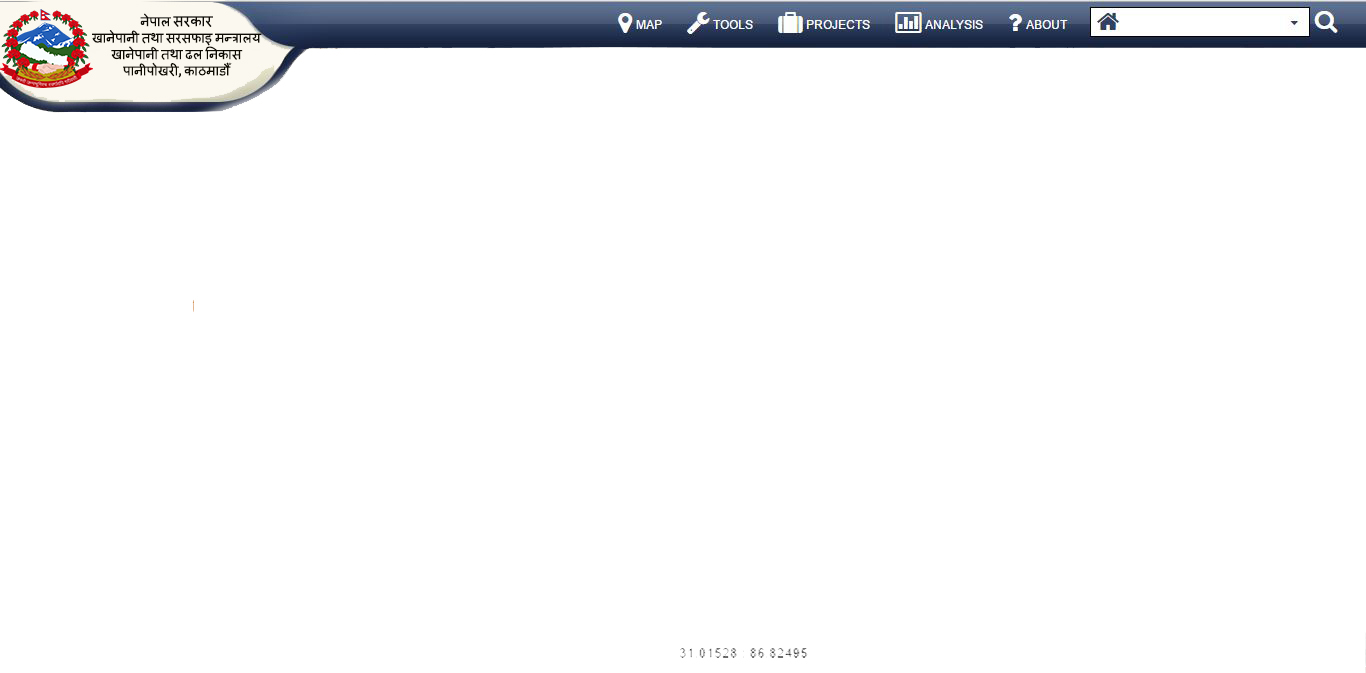 नेपाल सरकार
खानेपानी तथा सरसफाइ मन्त्रालय
खानेपानी तथा ढल निकास
पानीपोखरी, काठमाडौँ
MAP TOOLS PROJECTS ANALYSIS ? ABOUT
31.01528 : 86.82495